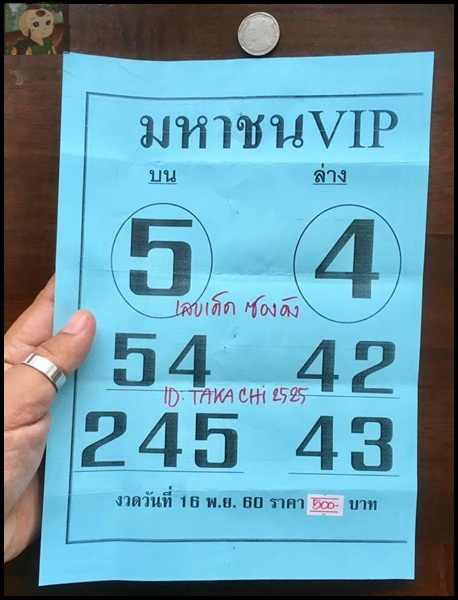 มหาชนVIP
บน ล่าง
5 4
เลขเด็ด ซองดัง
54 42
ID: TAKACHI 2525
245 43
งวดวันที่ 16 พ.ย. 60 ราคา 500- บาท